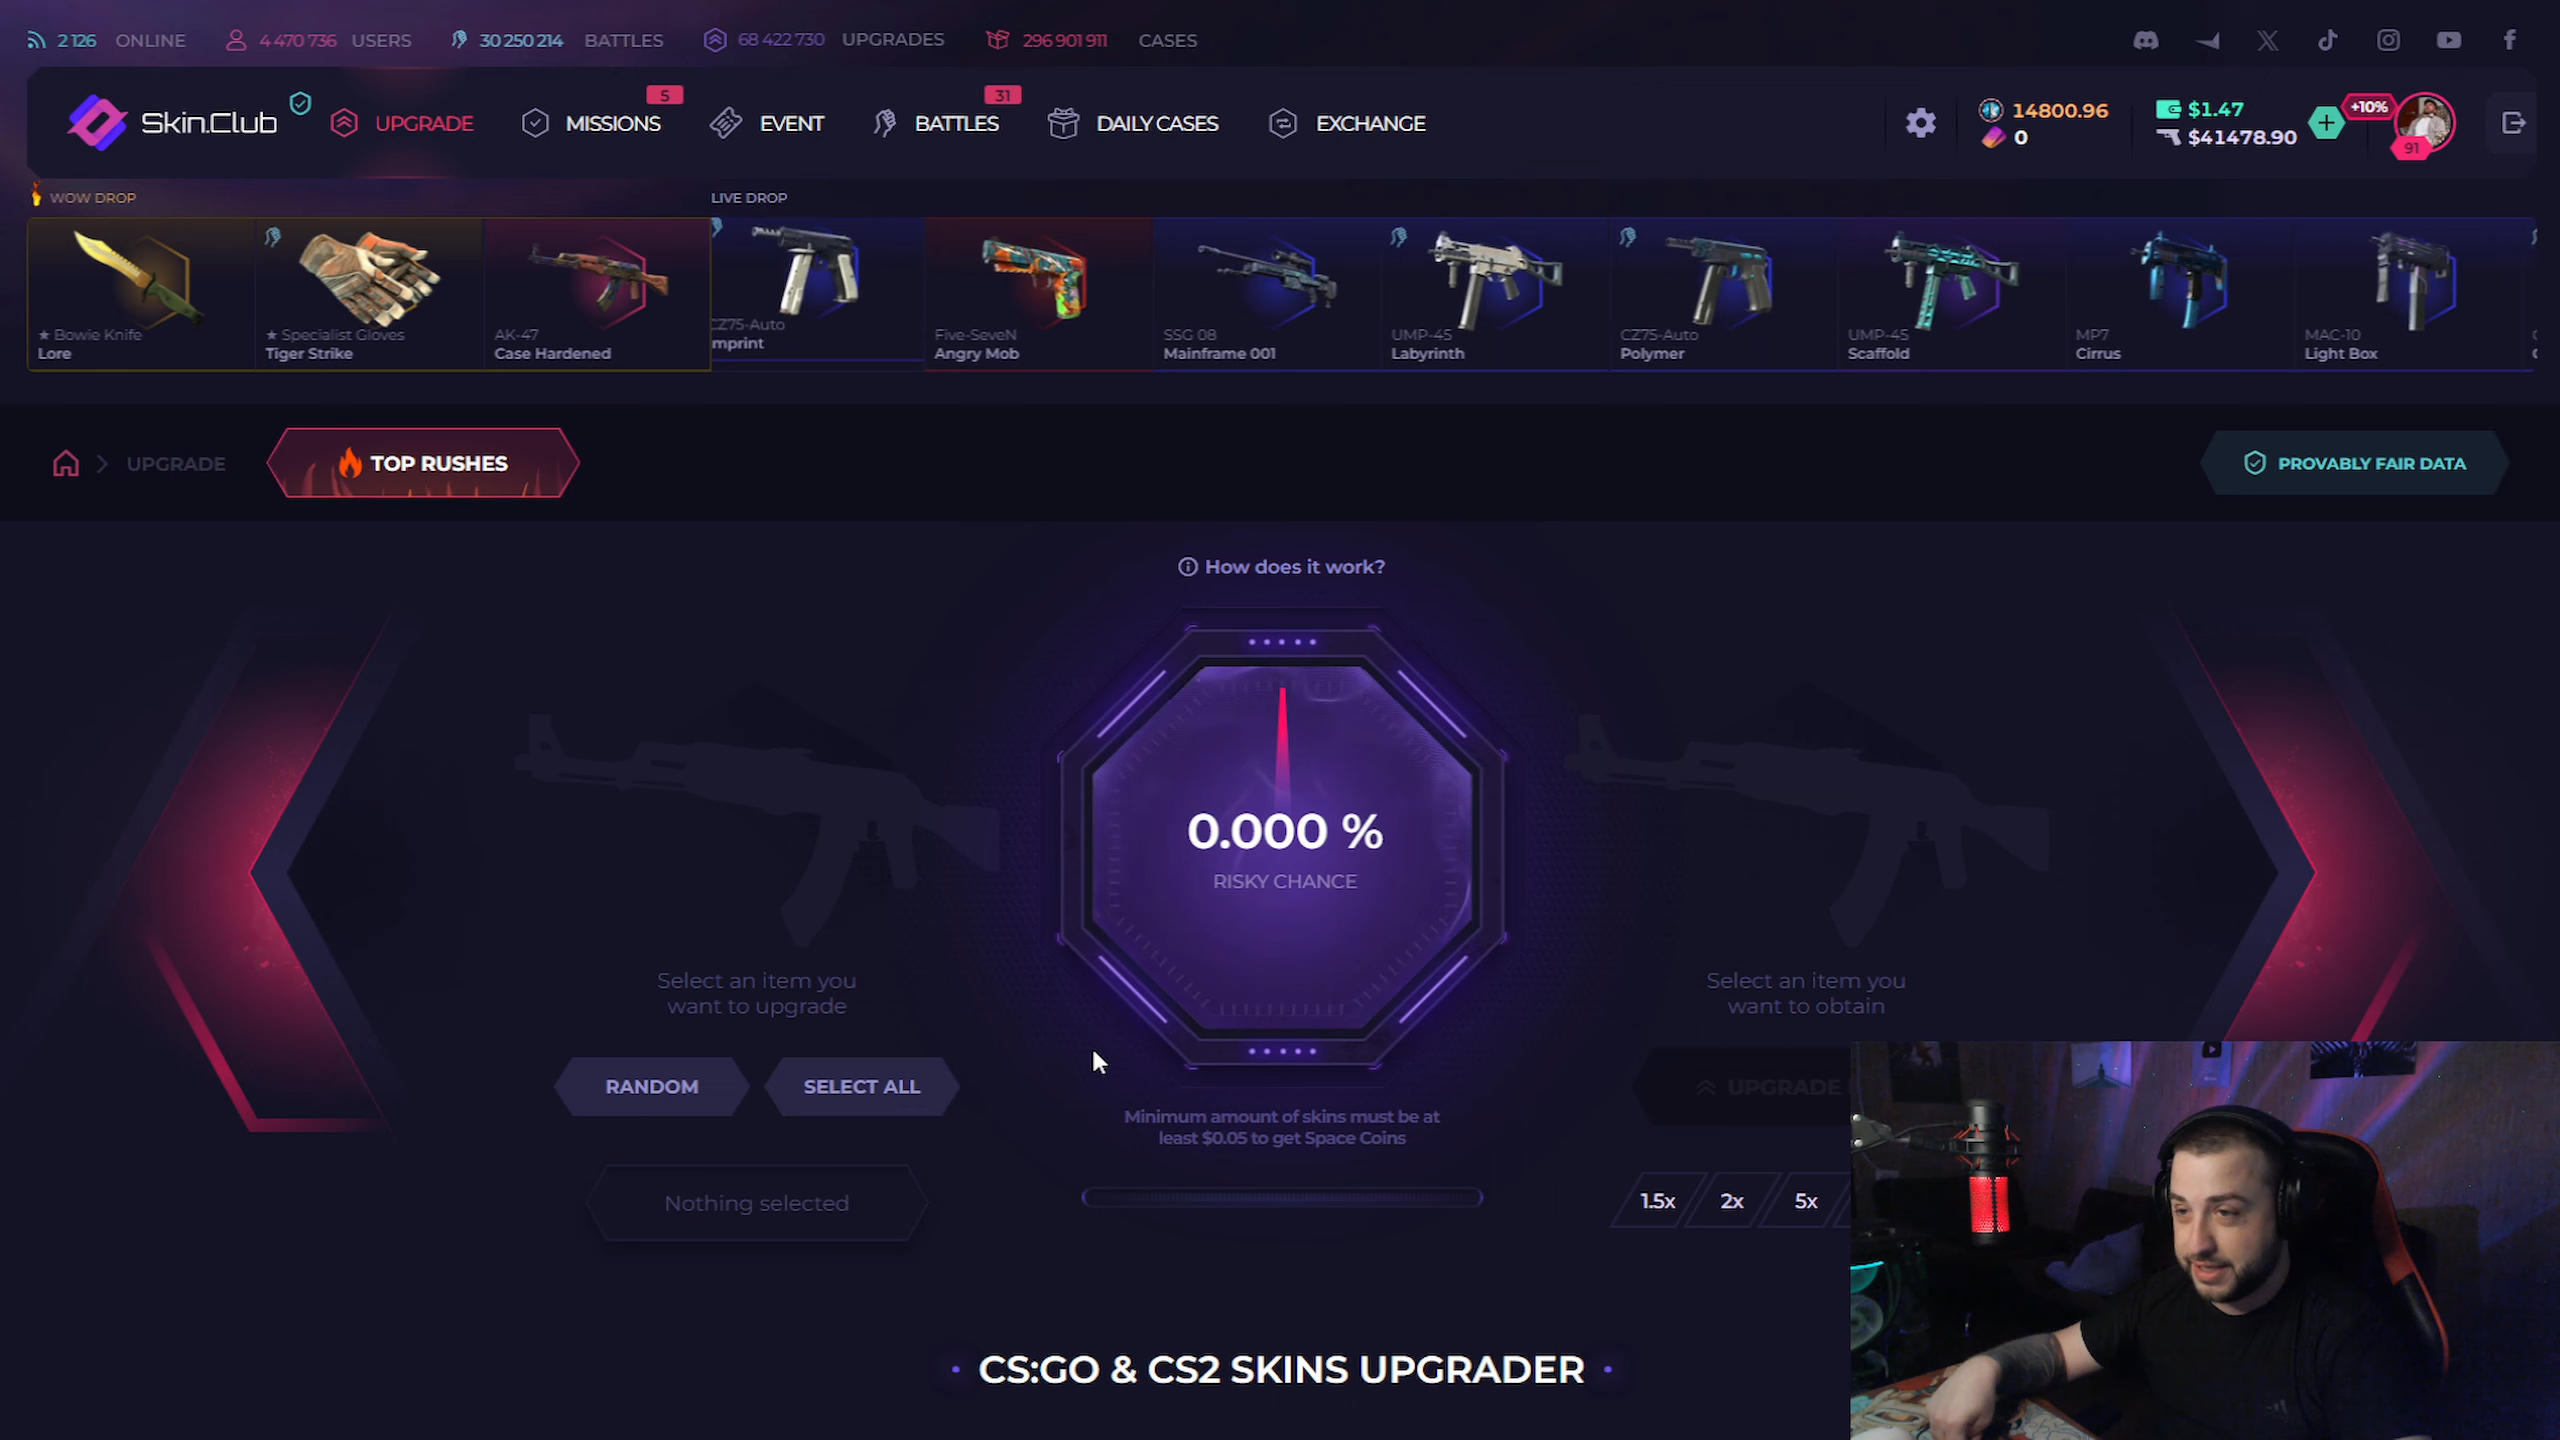 2 126 ONLINE 4 470 736 USERS 30 250 214 BATTLES 68 422 730 UPGRADES 296 901 911 CASES
Skin.Club UPGRADE MISSIONS 5 EVENT BATTLES 31 DAILY CASES EXCHANGE
14800.96 $1.47 +10%
0 $41478.90 91
WOW DROP LIVE DROP
★ Bowie Knife ★ Specialist Gloves AK-47 CZ75-Auto Five-SeveN SSG 08 UMP-45 CZ75-Auto UMP-45 MP7 MAC-10
Lore Tiger Strike Case Hardened mprint Angry Mob Mainframe 001 Labyrinth Polymer Scaffold Cirrus Light Box
UPGRADE TOP RUSHES PROVABLY FAIR DATA
How does it work?
0.000 %
RISKY CHANCE
Select an item you
want to upgrade
Select an item you
want to obtain
RANDOM SELECT ALL
UPGRADE
Minimum amount of skins must be at
least $0.05 to get Space Coins
Nothing selected
1.5x 2x 5x
• CS:GO & CS2 SKINS UPGRADER •